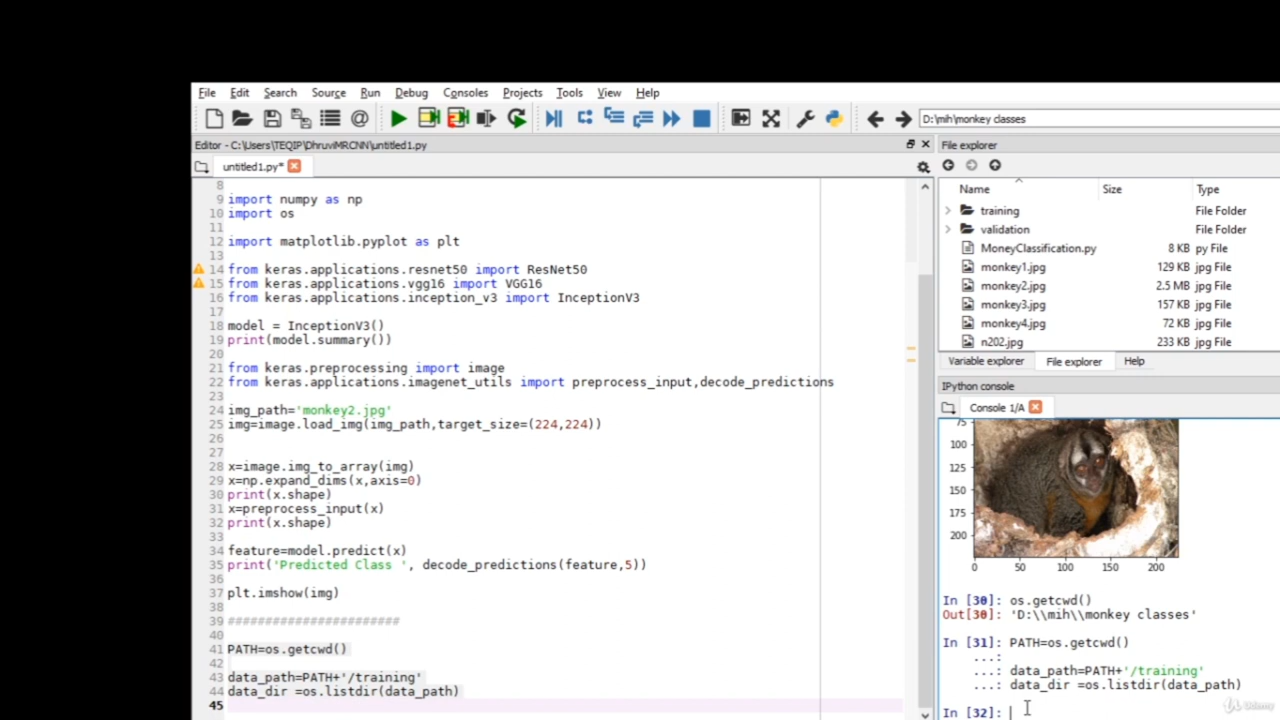 File Edit Search Source Run Debug Consoles Projects Tools View Help
D:\mih\monkey classes
Editor - C:\Users\TEQIP\DhruviMRCNN\untitled1.py
untitled1.py*
8
9 import numpy as np
10 import os
11
12 import matplotlib.pyplot as plt
13
14 from keras.applications.resnet50 import ResNet50
15 from keras.applications.vgg16 import VGG16
16 from keras.applications.inception_v3 import InceptionV3
17
18 model = InceptionV3()
19 print(model.summary())
20
21 from keras.preprocessing import image
22 from keras.applications.imagenet_utils import preprocess_input,decode_predictions
23
24 img_path='monkey2.jpg'
25 img=image.load_img(img_path,target_size=(224,224))
26
27
28 x=image.img_to_array(img)
29 x=np.expand_dims(x,axis=0)
30 print(x.shape)
31 x=preprocess_input(x)
32 print(x.shape)
33
34 feature=model.predict(x)
35 print('Predicted Class ', decode_predictions(feature,5))
36
37 plt.imshow(img)
38
39 #######################
40
41 PATH=os.getcwd()
42
43 data_path=PATH+'/training'
44 data_dir =os.listdir(data_path)
45
File explorer
Name Size Type
training File Folder
validation File Folder
MoneyClassification.py 8 KB py File
monkey1.jpg 129 KB jpg File
monkey2.jpg 2.5 MB jpg File
monkey3.jpg 157 KB jpg File
monkey4.jpg 72 KB jpg File
n202.jpg 233 KB jpg File
Variable explorer File explorer Help
IPython console
Console 1/A
75
100
125
150
175
200
0 50 100 150 200
In [30]: os.getcwd()
Out[30]: 'D:\\mih\\monkey classes'
In [31]: PATH=os.getcwd()
...:
...: data_path=PATH+'/training'
...: data_dir =os.listdir(data_path)
In [32]:
Udemy